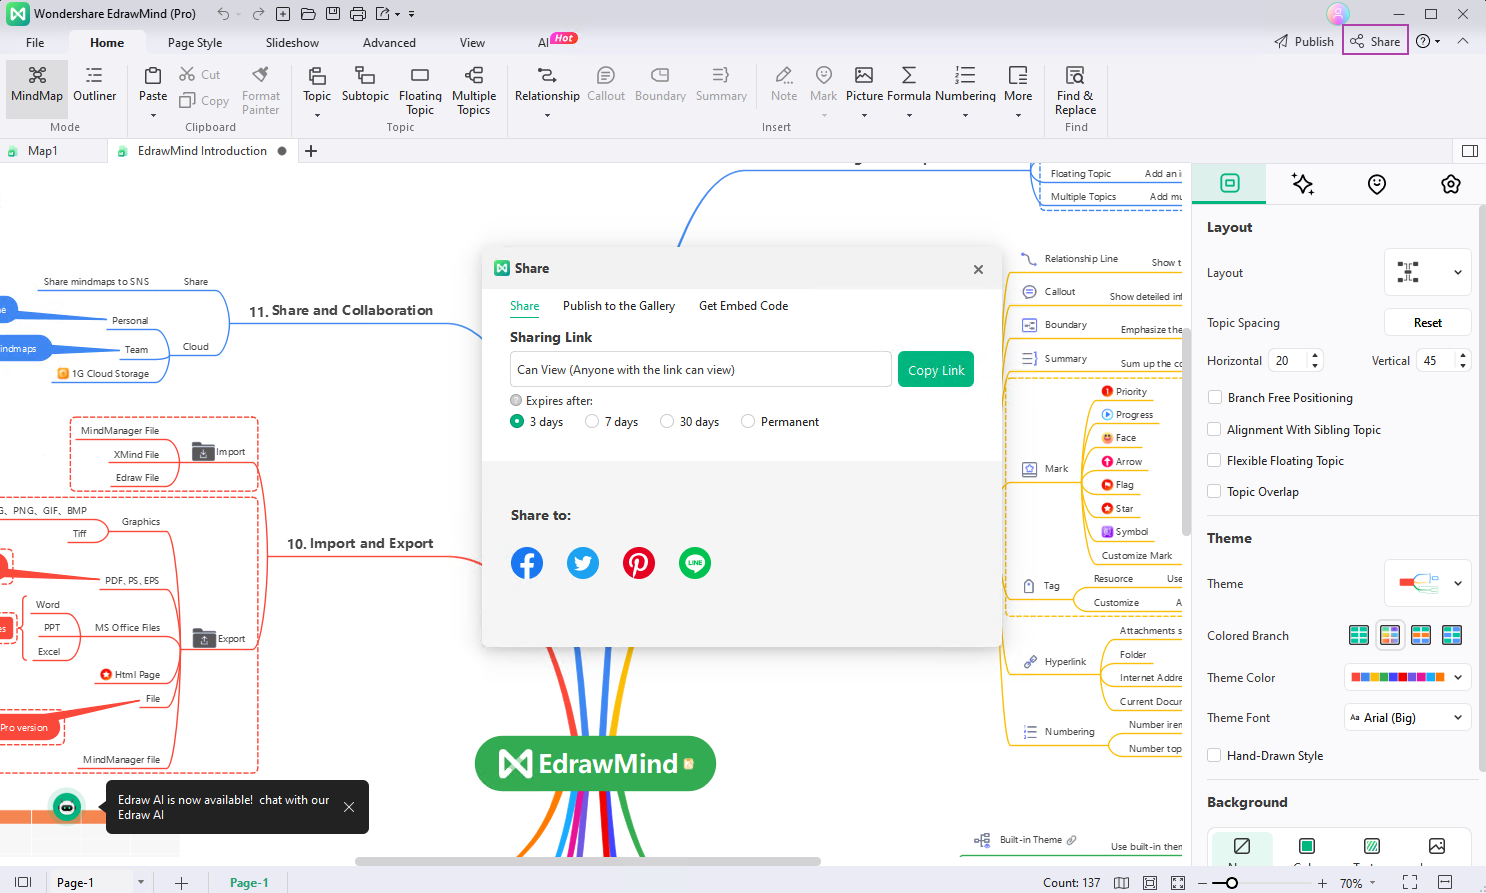 Wondershare EdrawMind (Pro)
File
Home
Page Style
Slideshow
Advanced
View
AI
Hot
Publish
Share
MindMap
Outliner
Mode
Paste
Cut
Copy
Format
Painter
Clipboard
Topic
Subtopic
Floating
Topic
Multiple
Topics
Topic
Relationship
Callout
Boundary
Summary
Note
Mark
Picture
Formula
Numbering
More
Insert
Find &
Replace
Find
Map1
EdrawMind Introduction
Floating Topic
Add an i
Multiple Topics
Add mu
Share mindmaps to SNS
Share
Personal
Team
Cloud
indmaps
1G Cloud Storage
11. Share and Collaboration
MindManager File
XMind File
Edraw File
Import
G、PNG、GIF、BMP
Graphics
Tiff
10. Import and Export
PDF、PS、EPS
Word
PPT
Excel
MS Office Files
Export
es
Html Page
File
Pro version
MindManager file
Share
Share
Publish to the Gallery
Get Embed Code
Sharing Link
Can View (Anyone with the link can view)
Copy Link
Expires after:
3 days
7 days
30 days
Permanent
Share to:
LINE
EdrawMind
Relationship Line
Show t
Callout
Show deteiled int
Boundary
Emphasize the
Summary
Sum up the co
Priority
Progress
Face
Arrow
Mark
Flag
Star
Symbol
Customize Mark
Tag
Resuorce
Use
Customize
A
Attachments s
Folder
Hyperlink
Internet Addre
Current Docur
Numbering
Number iren
Number top
Built-in Theme
Use built-in then
Edraw AI is now available! chat with our
Edraw AI
Layout
Layout
Topic Spacing
Reset
Horizontal
20
Vertical
45
Branch Free Positioning
Alignment With Sibling Topic
Flexible Floating Topic
Topic Overlap
Theme
Theme
Colored Branch
Theme Color
Theme Font
Aa Arial (Big)
Hand-Drawn Style
Background
Page-1
Page-1
Count: 137
70%